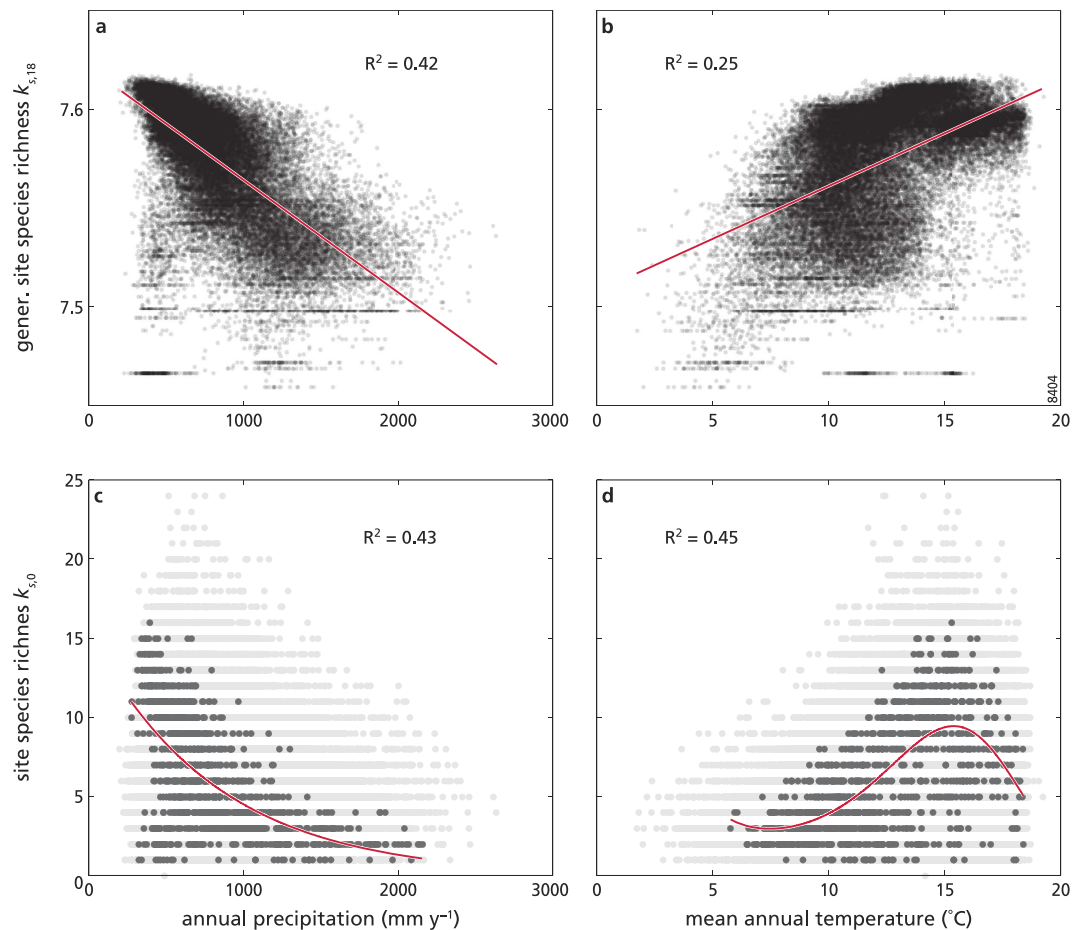 a
R² = 0.42
gener. site species richness kₛ,₁₈
7.6
7.5
0
1000
2000
3000
b
R² = 0.25
8404
0
5
10
15
20
c
R² = 0.43
site species richnes kₛ,₀
25
20
15
10
5
0
0
1000
2000
3000
annual precipitation (mm y⁻¹)
d
R² = 0.45
0
5
10
15
20
mean annual temperature (°C)